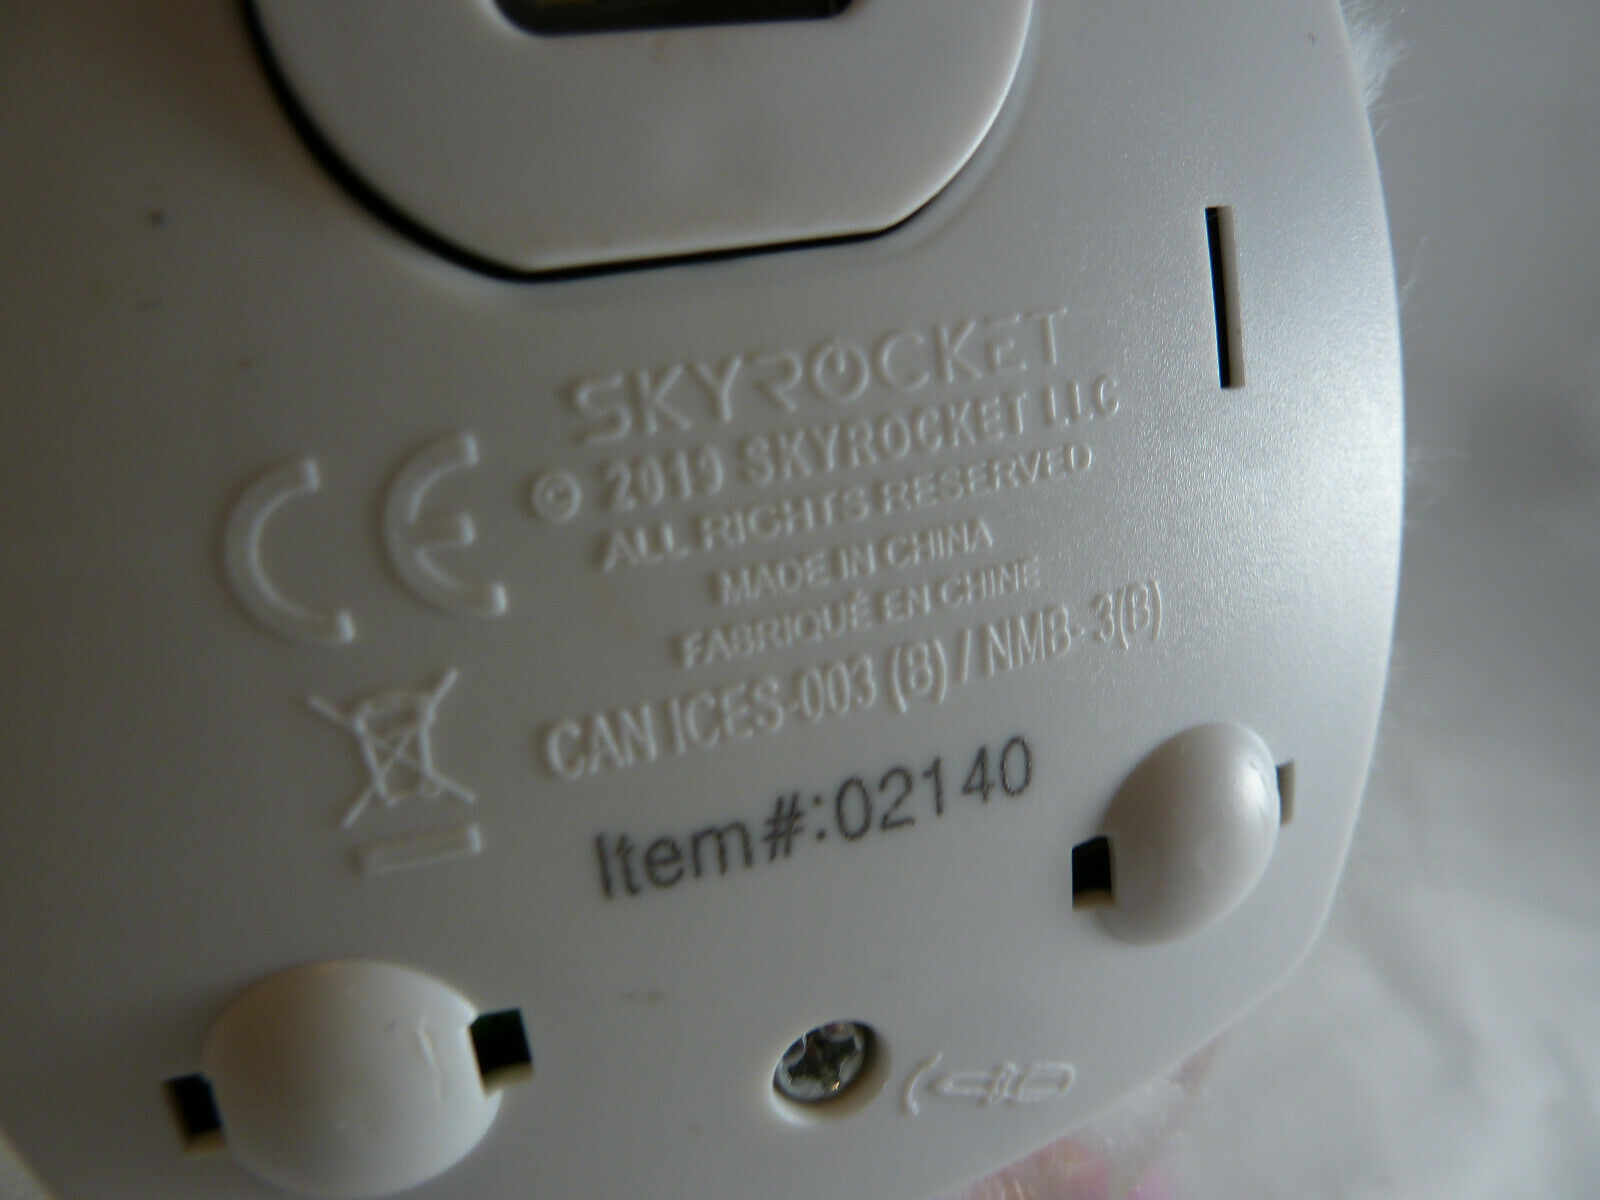 SKYROCKET
© 2019 SKYROCKET LLC
ALL RIGHTS RESERVED
MADE IN CHINA
FABRIQUÉ EN CHINE
CAN ICES-003 (B) / NMB- 3(B)
Item#:02140
CE